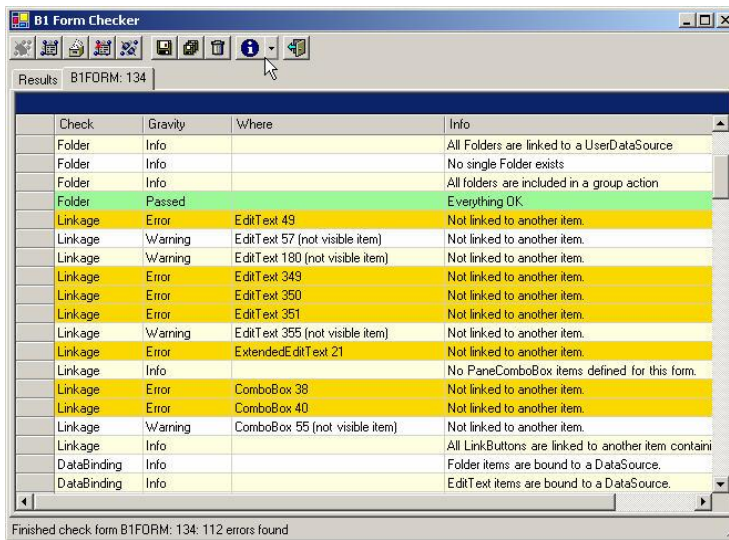 B1 Form Checker
Results B1FORM: 134
Check Gravity Where Info
Folder Info All Folders are linked to a UserDataSource
Folder Info No single Folder exists
Folder Info All folders are included in a group action
Folder Passed Everything OK
Linkage Error EditText 49 Not linked to another item.
Linkage Warning EditText 57 (not visible item) Not linked to another item.
Linkage Warning EditText 180 (not visible item) Not linked to another item.
Linkage Error EditText 349 Not linked to another item.
Linkage Error EditText 350 Not linked to another item.
Linkage Error EditText 351 Not linked to another item.
Linkage Warning EditText 355 (not visible item) Not linked to another item.
Linkage Error ExtendedEditText 21 Not linked to another item.
Linkage Info No PaneComboBox items defined for this form.
Linkage Error ComboBox 38 Not linked to another item.
Linkage Error ComboBox 40 Not linked to another item.
Linkage Warning ComboBox 55 (not visible item) Not linked to another item.
Linkage Info All LinkButtons are linked to another item containi
DataBinding Info Folder items are bound to a DataSource.
DataBinding Info EditText items are bound to a DataSource.
Finished check form B1FORM: 134: 112 errors found